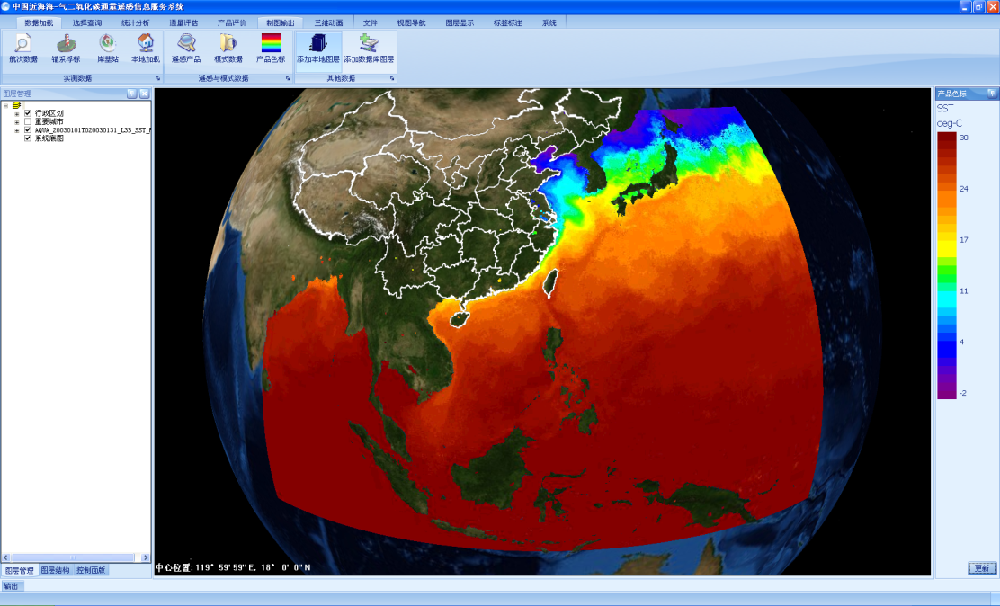 中国近海海-气二氧化碳通量遥感信息服务系统
数据加载 选择查询 统计分析 通量评估 产品评价 制图输出 三维动画 文件 视图导航 图层显示 标签标注 系统
航次数据 锚系浮标 岸基站 本地加载 遥感产品 模式数据 产品色标 添加本地图层 添加数据库图层
实测数据 遥感与模式数据 其他数据
图层管理
行政区划
重要城市
AQUA_20030101T020030131_L3B_SST_
系统底图
产品色标
SST
deg-C
30
24
17
11
4
-2
中心位置:119° 59' 59" E, 18° 0' 0" N
更新
图层管理 图层结构 控制面版
输出